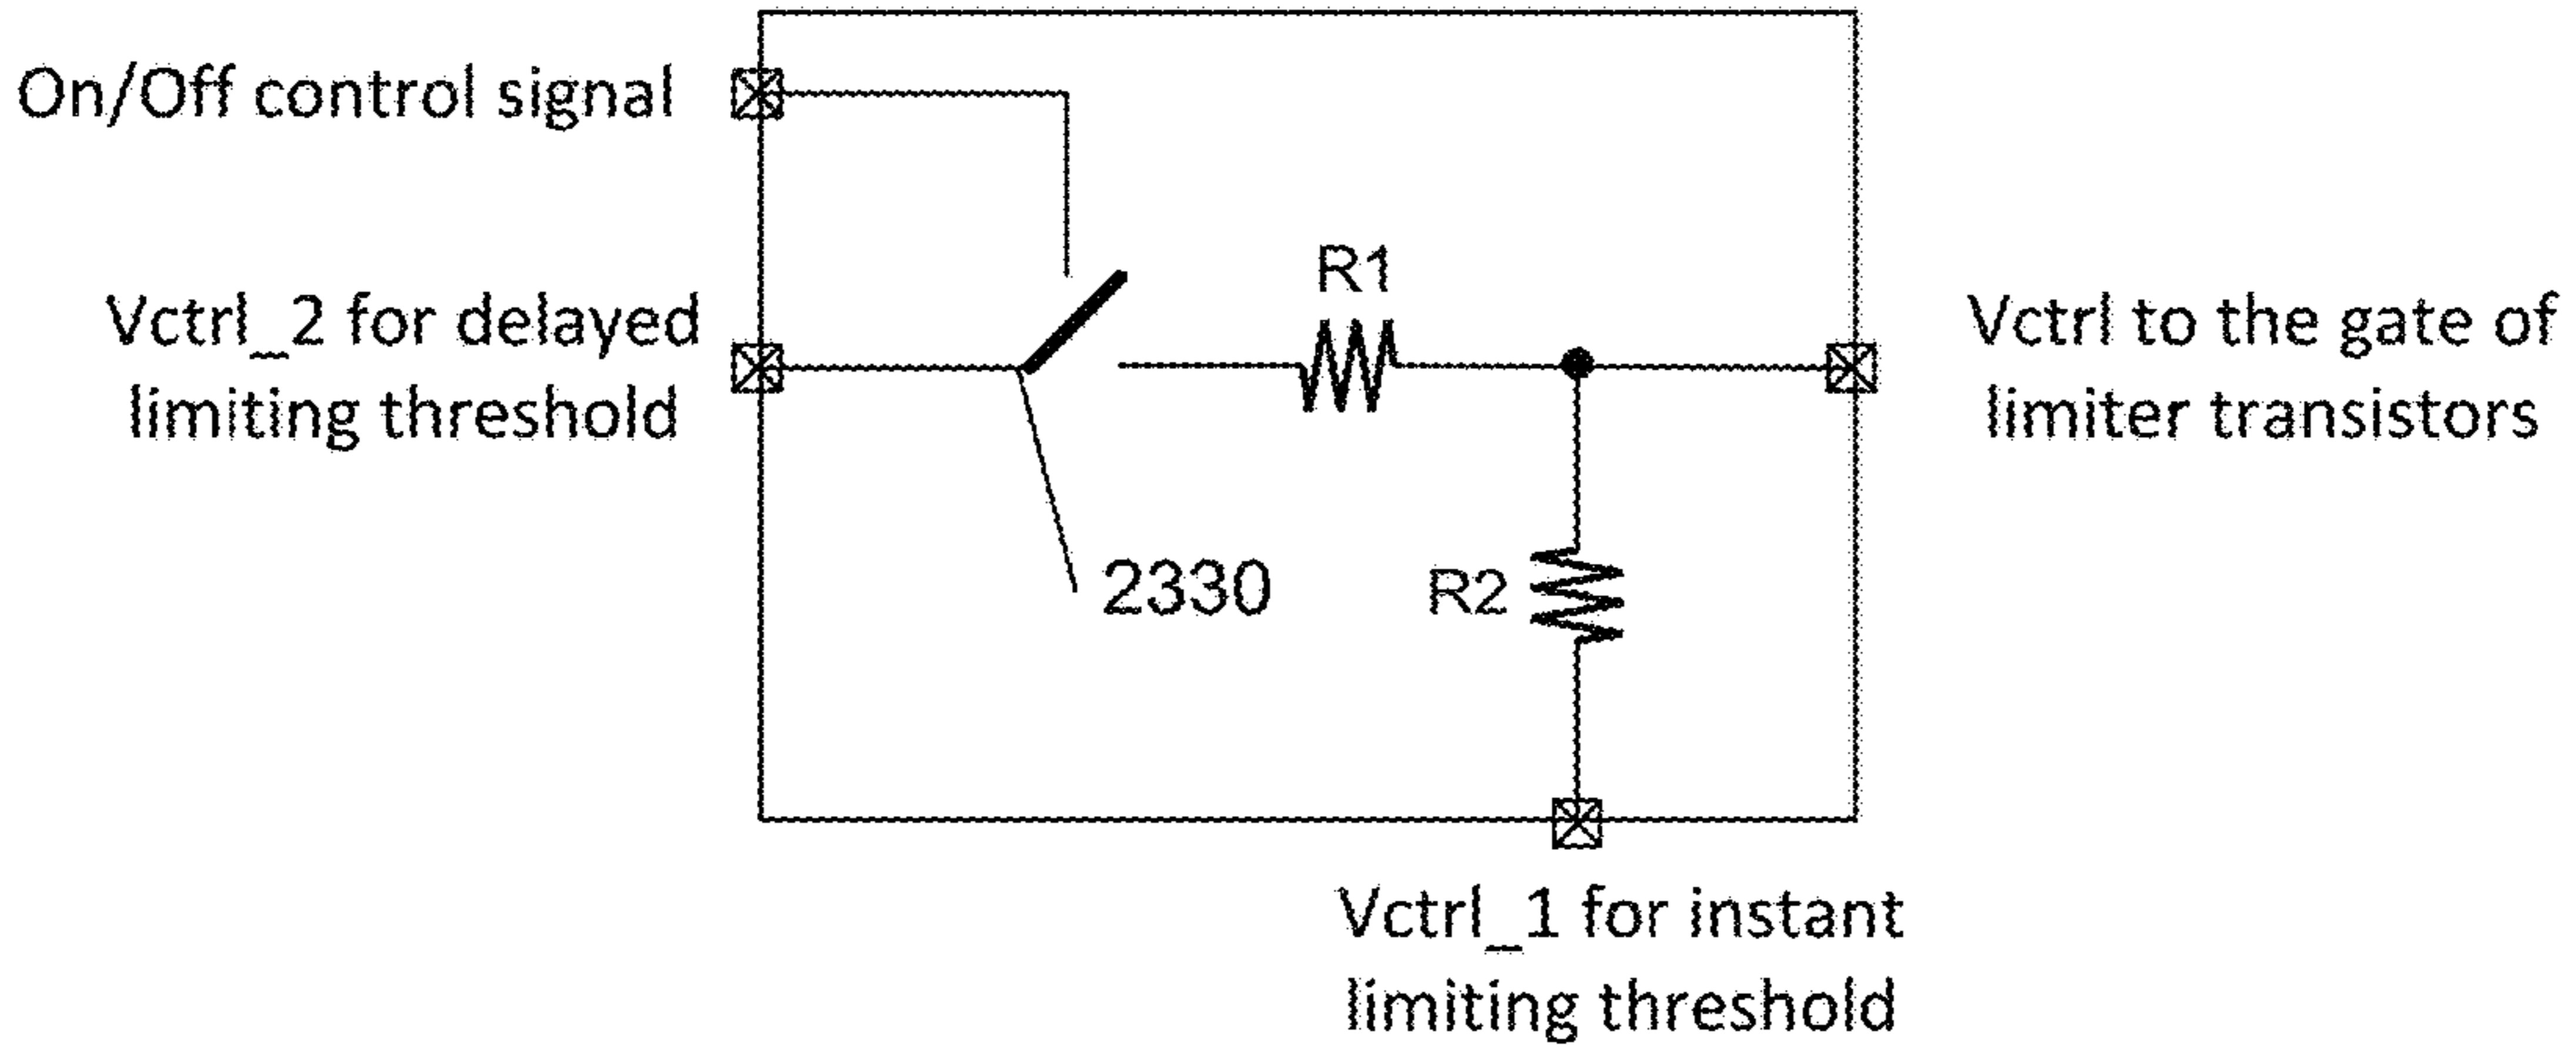 On/Off control signal
Vctrl_2 for delayed
limiting threshold
R1
Vctrl to the gate of
limiter transistors
2330
R2
Vctrl_1 for instant
limiting threshold